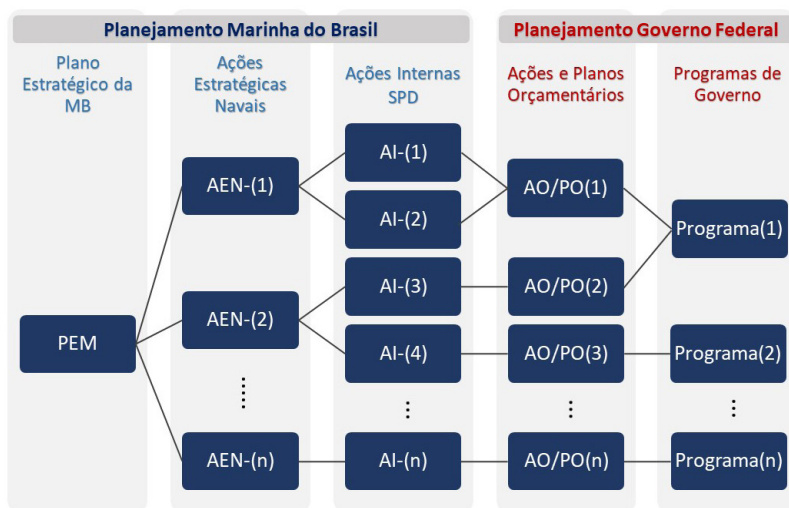 Planejamento Marinha do Brasil
Planejamento Governo Federal
Plano
Estratégico da
MB
Ações
Estratégicas
Navais
Ações Internas
SPD
Ações e Planos
Orçamentários
Programas de
Governo
PEM
AEN-(1)
AEN-(2)
AEN-(n)
AI-(1)
AI-(2)
AI-(3)
AI-(4)
AI-(n)
AO/PO(1)
AO/PO(2)
AO/PO(3)
AO/PO(n)
Programa(1)
Programa(2)
Programa(n)